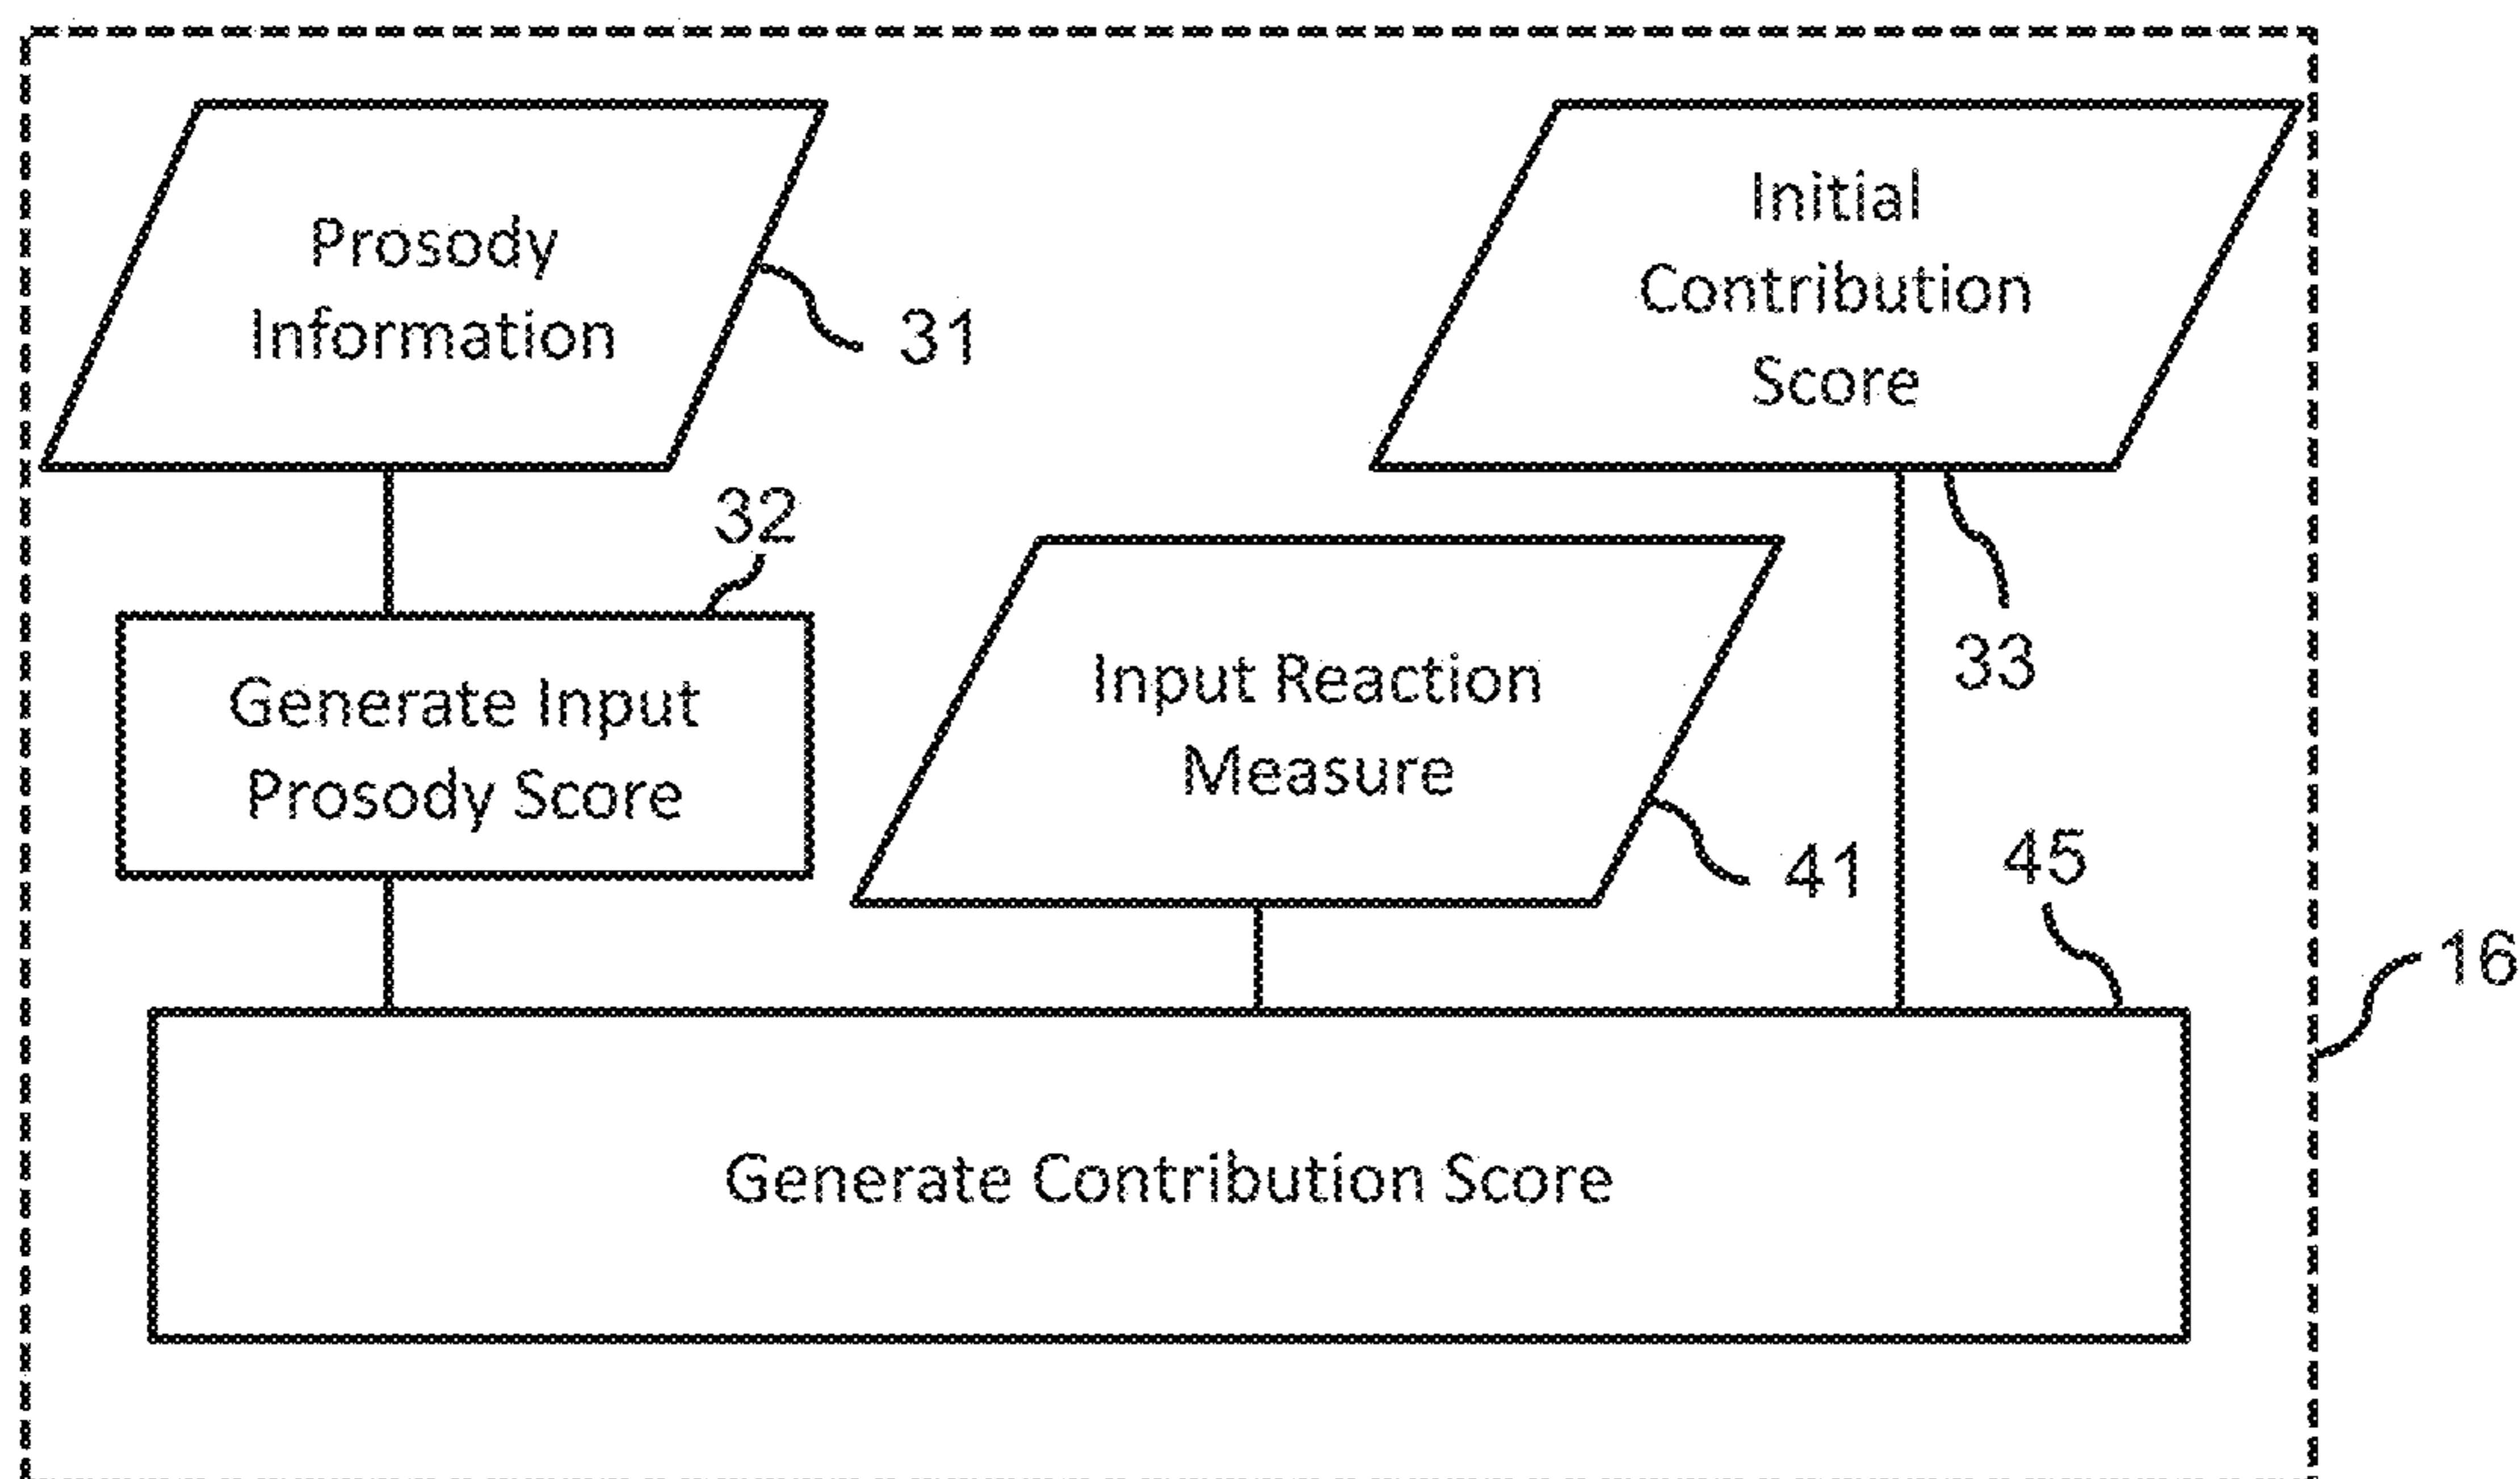 Prosody
Information
31
Initial
Contribution
Score
32
33
Generate Input
Prosody Score
Input Reaction
Measure
41
45
16
Generate Contribution Score